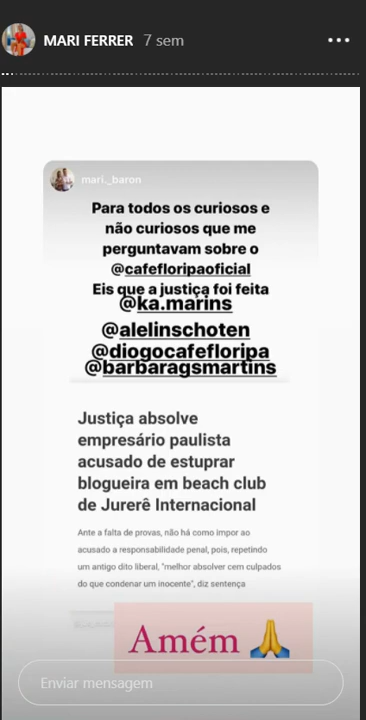 MARI FERRER 7 sem
mari._baron
Para todos os curiosos e
não curiosos que me
perguntavam sobre o
@cafefloripaoficial
Eis que a justiça foi feita
@ka.marins
@alelinschoten
@diogocafefloripa
@barbaragsmartins
Justiça absolve
empresário paulista
acusado de estuprar
blogueira em beach club
de Jurerê Internacional
Ante a falta de provas, não há como impor ao
acusado a responsabilidade penal, pois, repetindo
um antigo dito liberal, "melhor absolver cem culpados
do que condenar um inocente", diz sentença
Amém 🙏
Enviar mensagem